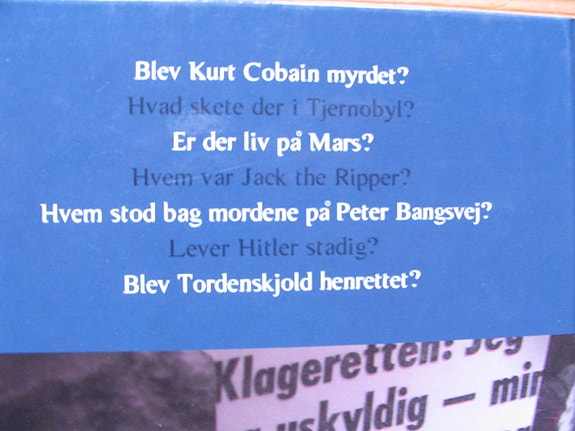 Blev Kurt Cobain myrdet?
Hvad skete der i Tjernobyl?
Er der liv på Mars?
Hvem var Jack the Ripper?
Hvem stod bag mordene på Peter Bangsvej?
Lever Hitler stadig?
Blev Tordenskjold henrettet?
Klageretten: Jeg
uskyldig — min